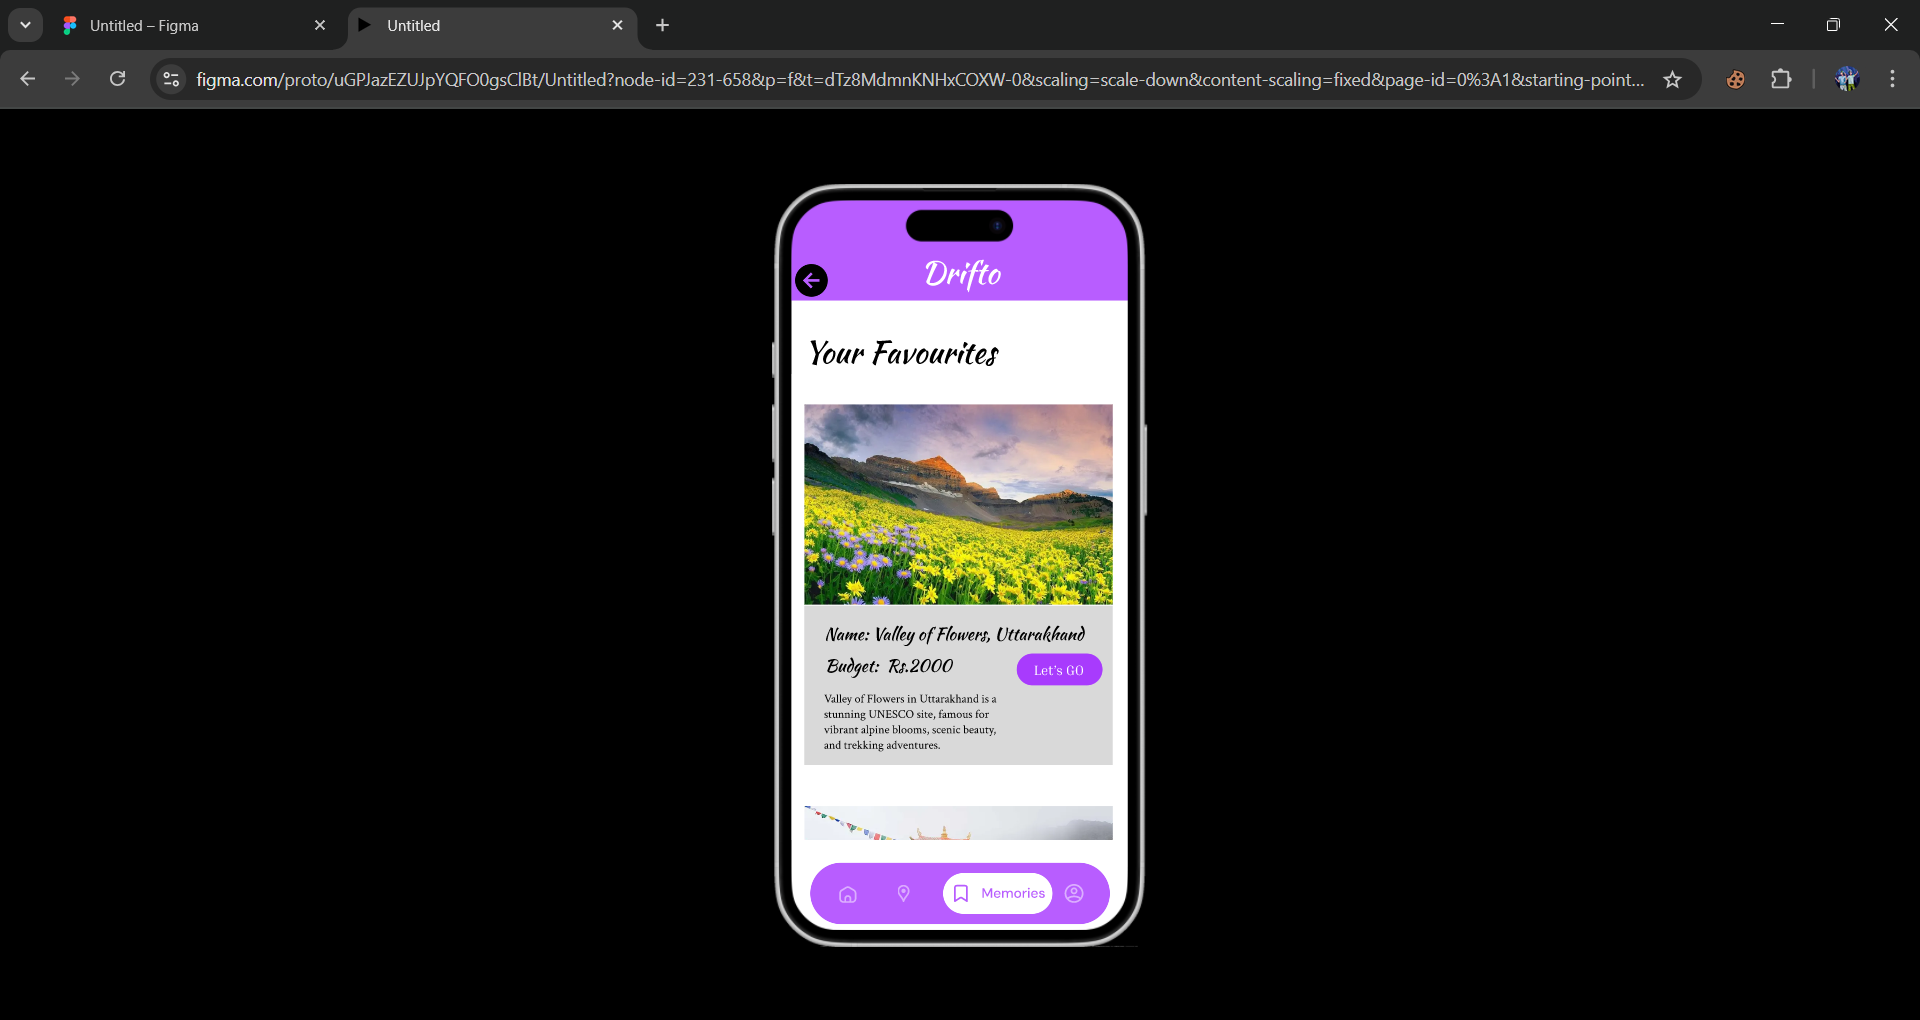 Untitled – Figma
Untitled
figma.com/proto/uGPJazEZUJpYQFO0gsClBt/Untitled?node-id=231-658&p=f&t=dTz8MdmnKNHxCOXW-0&scaling=scale-down&content-scaling=fixed&page-id=0%3A1&starting-point...
Drifto
Your Favourites
Name: Valley of Flowers, Uttarakhand
Budget: Rs.2000
Let's GO
Valley of Flowers in Uttarakhand is a
stunning UNESCO site, famous for
vibrant alpine blooms, scenic beauty,
and trekking adventures.
Memories